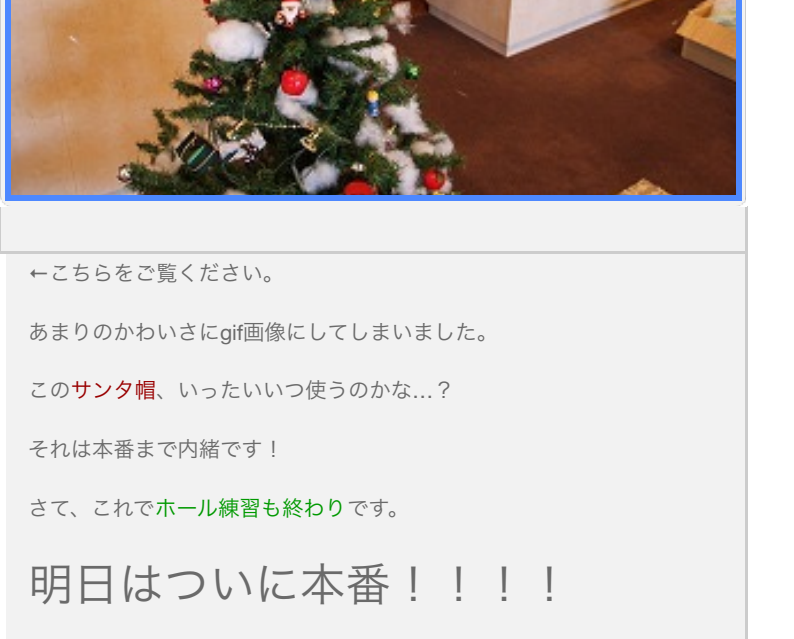 ←こちらをご覧ください。
あまりのかわいさにgif画像にしてしまいました。
このサンタ帽、いったいいつ使うのかな…？
それは本番まで内緒です！
さて、これでホール練習も終わりです。
明日はついに本番！！！！